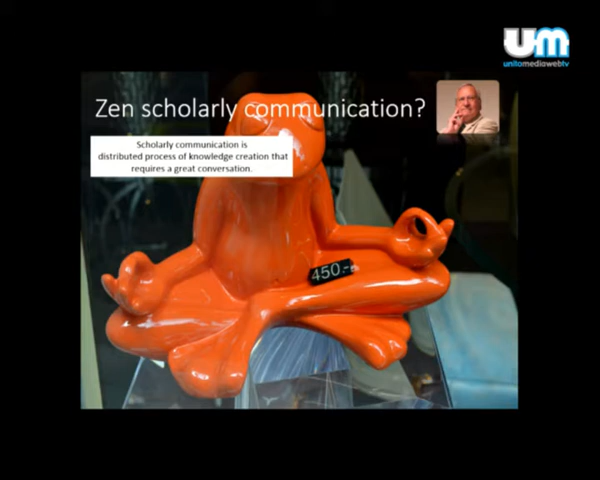 um
unitomediawebtv
Zen scholarly communication?
Scholarly communication is
distributed process of knowledge creation that
requires a great conversation.
450.-